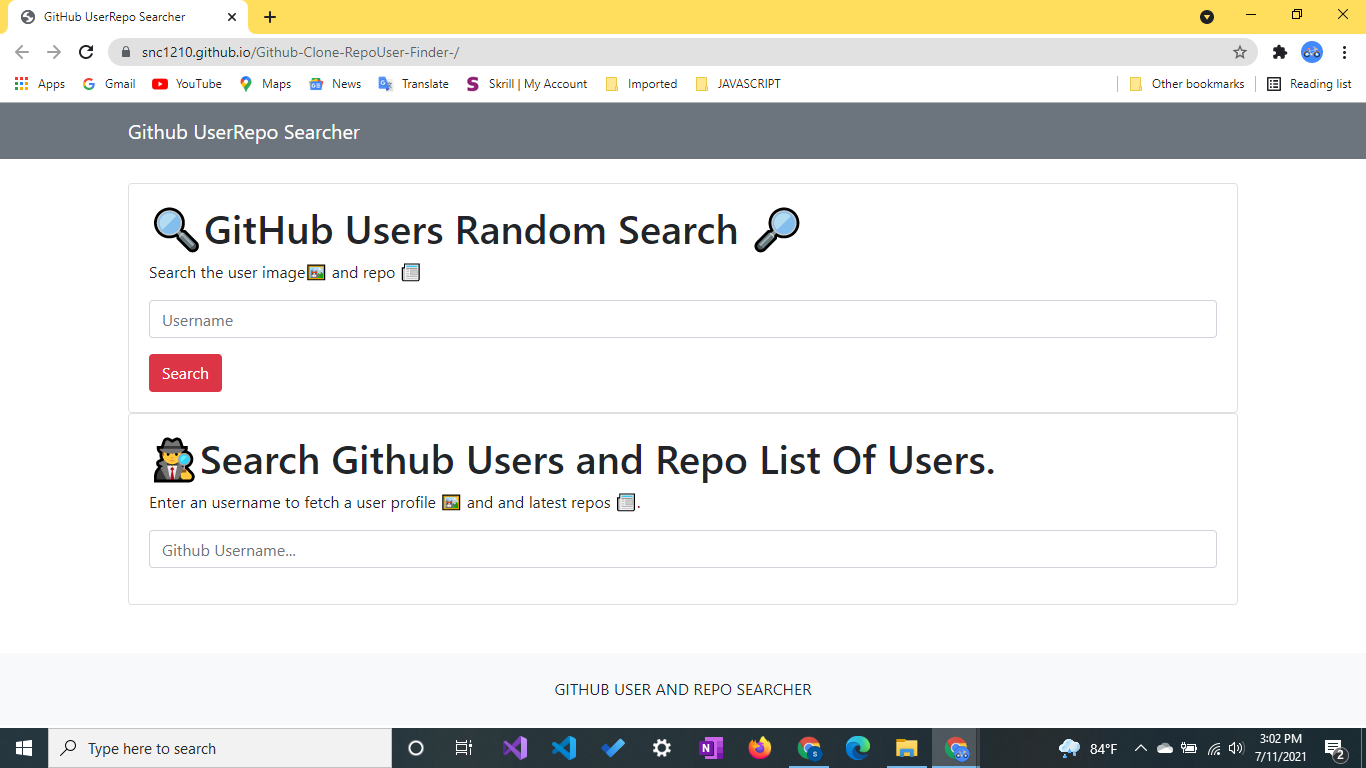 GitHub UserRepo Searcher
snc1210.github.io/Github-Clone-RepoUser-Finder-/
Apps Gmail YouTube Maps News Translate Skrill | My Account Imported JAVASCRIPT Other bookmarks Reading list
Github UserRepo Searcher
GitHub Users Random Search
Search the user image and repo
Username
Search
Search Github Users and Repo List Of Users.
Enter an username to fetch a user profile and and latest repos .
Github Username...
GITHUB USER AND REPO SEARCHER
Type here to search
84°F
3:02 PM
7/11/2021
2